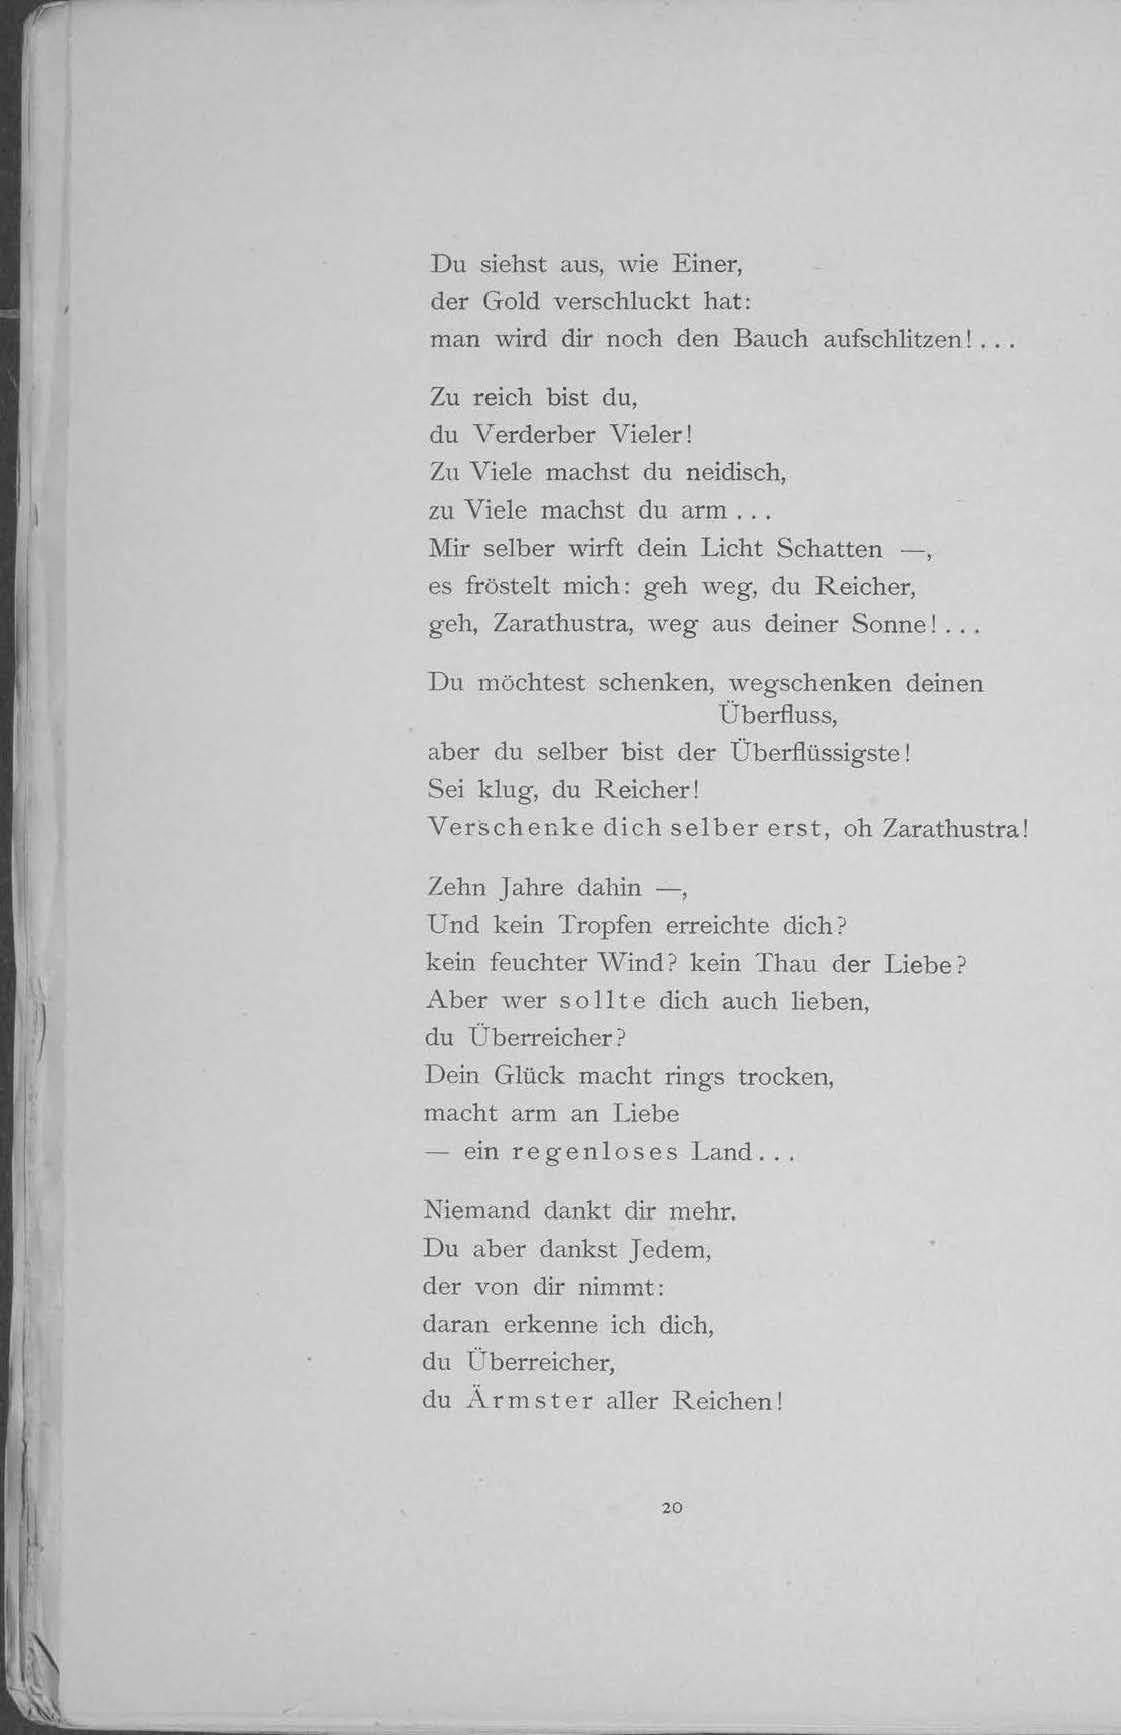 Du siehst aus, wie Einer,
der Gold verschluckt hat:
man wird dir noch den Bauch aufschlitzen! . . .
Zu reich bist du,
du Verderber Vieler!
Zu Viele machst du neidisch,
zu Viele machst du arm . . .
Mir selber wirft dein Licht Schatten —,
es fröstelt mich: geh weg, du Reicher,
geh, Zarathustra, weg aus deiner Sonne! . . .
Du möchtest schenken, wegschenken deinen
Überfluss,
aber du selber bist der Überflüssigste!
Sei klug, du Reicher!
Verschenke dich selber erst, oh Zarathustra!
Zehn Jahre dahin —,
Und kein Tropfen erreichte dich?
kein feuchter Wind? kein Thau der Liebe?
Aber wer sollte dich auch lieben,
du Überreicher?
Dein Glück macht rings trocken,
macht arm an Liebe
— ein regenloses Land. . .
Niemand dankt dir mehr.
Du aber dankst Jedem,
der von dir nimmt:
daran erkenne ich dich,
du Überreicher,
du Ärmster aller Reichen!
20